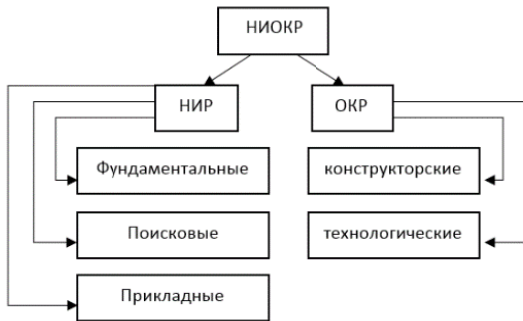 НИОКР
НИР
ОКР
Фундаментальные
конструкторские
Поисковые
технологические
Прикладные